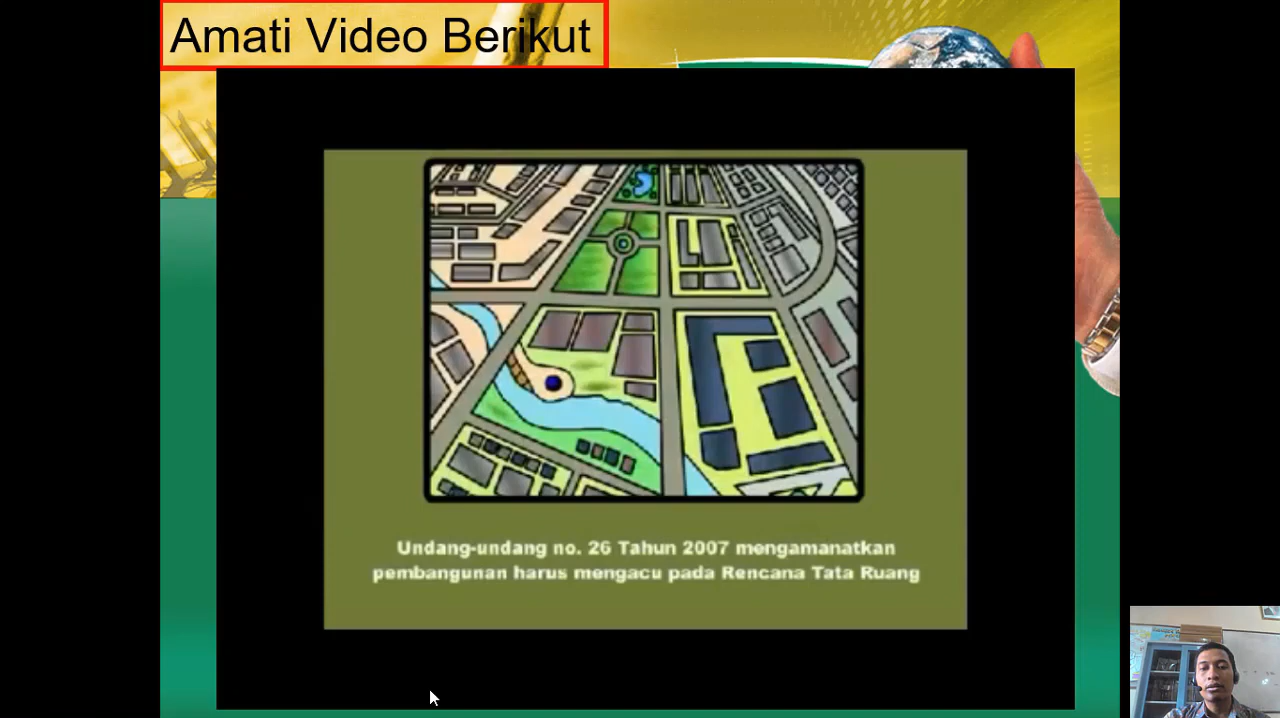 Amati Video Berikut
Undang-undang no. 26 Tahun 2007 mengamanatkan
pembangunan harus mengacu pada Rencana Tata Ruang